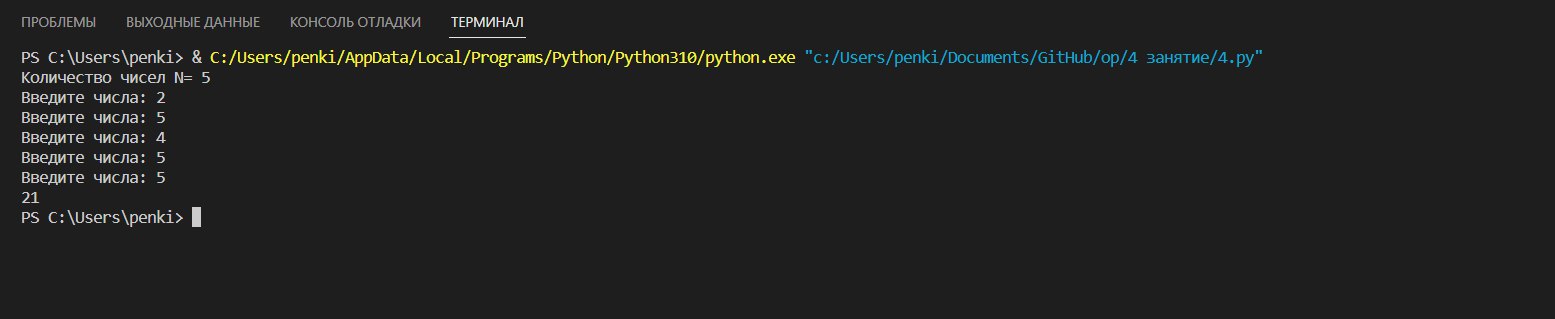 ПРОБЛЕМЫ ВЫХОДНЫЕ ДАННЫЕ КОНСОЛЬ ОТЛАДКИ ТЕРМИНАЛ
PS C:\Users\penki> & C:/Users/penki/AppData/Local/Programs/Python/Python310/python.exe "c:/Users/penki/Documents/GitHub/op/4 занятие/4.py"
Количество чисел N= 5
Введите числа: 2
Введите числа: 5
Введите числа: 4
Введите числа: 5
Введите числа: 5
21
PS C:\Users\penki>